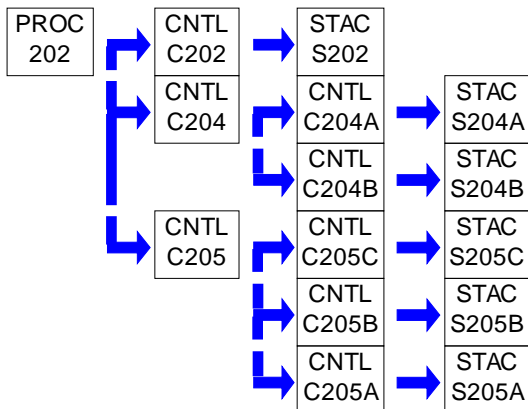 PROC
202
CNTL
C202
STAC
S202
CNTL
C204
CNTL
C204A
STAC
S204A
CNTL
C204B
STAC
S204B
CNTL
C205
CNTL
C205C
STAC
S205C
CNTL
C205B
STAC
S205B
CNTL
C205A
STAC
S205A